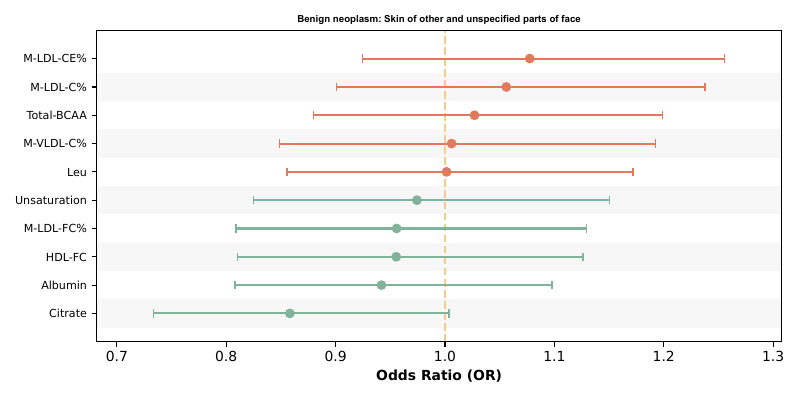 Benign neoplasm: Skin of other and unspecified parts of face
M-LDL-CE%
M-LDL-C%
Total-BCAA
M-VLDL-C%
Leu
Unsaturation
M-LDL-FC%
HDL-FC
Albumin
Citrate
0.7 0.8 0.9 1.0 1.1 1.2 1.3
Odds Ratio (OR)